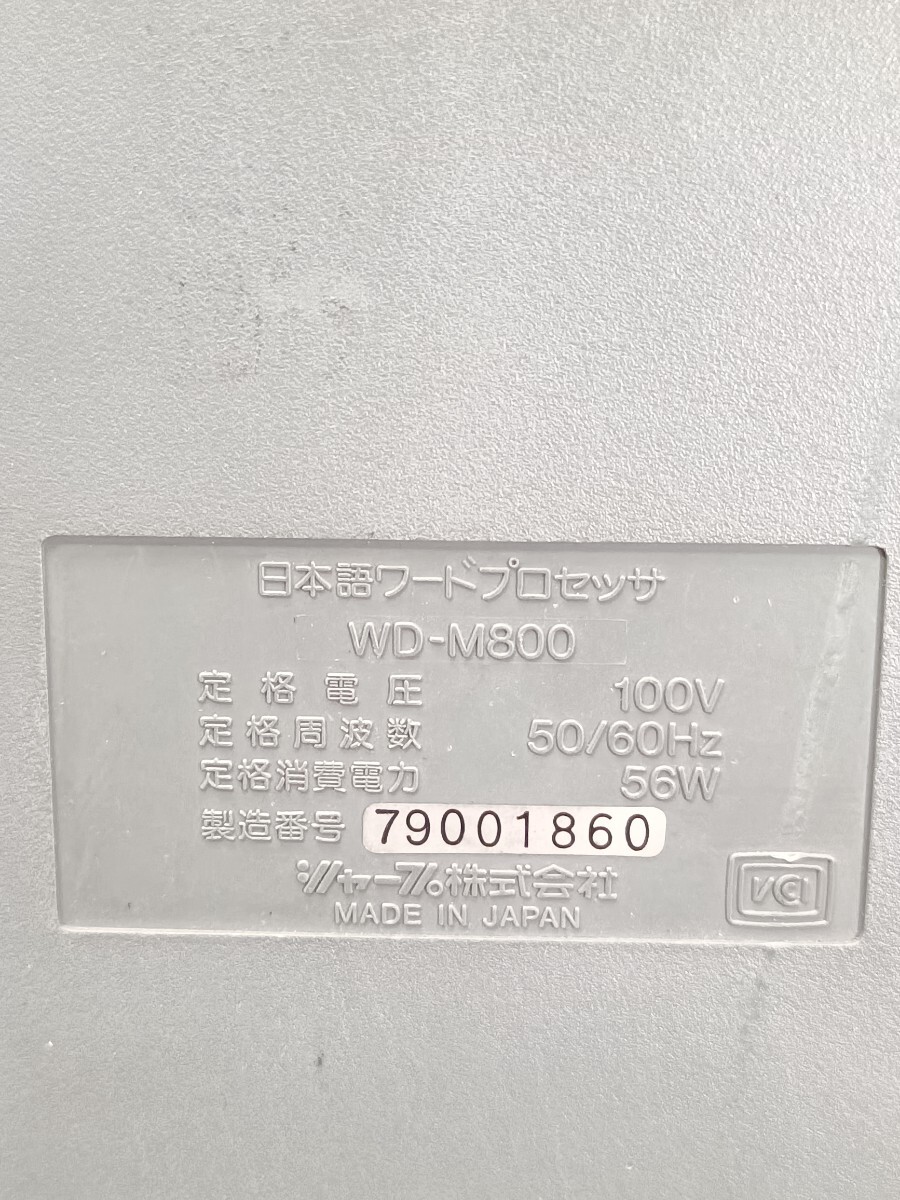 日本語ワードプロセッサ
WD-M800
定格電圧 100V
定格周波数 50/60Hz
定格消費電力 56W
製造番号 79001860
シャープ株式会社
MADE IN JAPAN
VCI